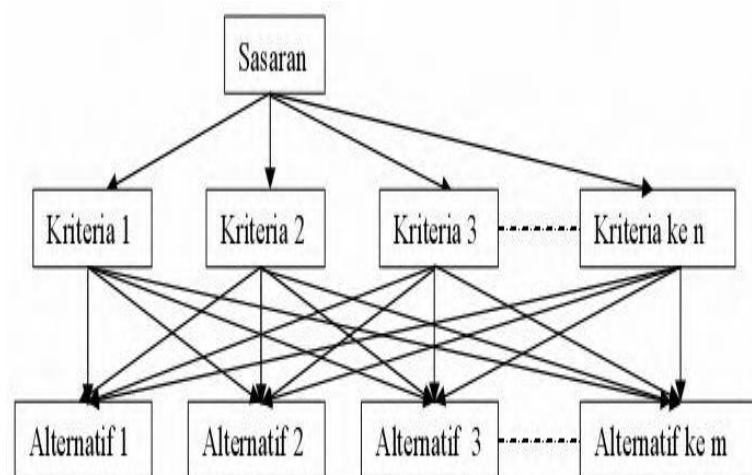 Sasaran
Kriteria 1
Kriteria 2
Kriteria 3
Kriteria ke n
Alternatif 1
Alternatif 2
Alternatif 3
Alternatif ke m